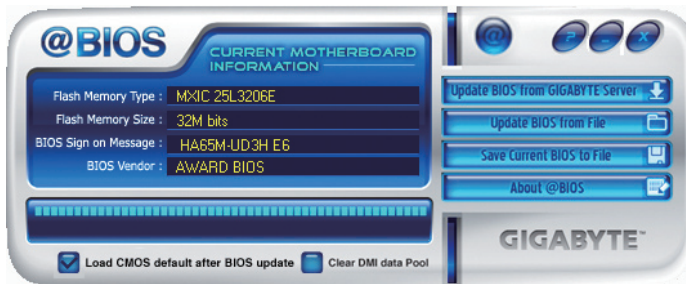 @BIOS
CURRENT MOTHERBOARD
INFORMATION
Flash Memory Type : MXIC 25L3206E
Flash Memory Size : 32M bits
BIOS Sign on Message : HA65M-UD3H E6
BIOS Vendor : AWARD BIOS
Load CMOS default after BIOS update
Clear DMI data Pool
@
? - X
Update BIOS from GIGABYTE Server
Update BIOS from File
Save Current BIOS to File
About @BIOS
GIGABYTE™